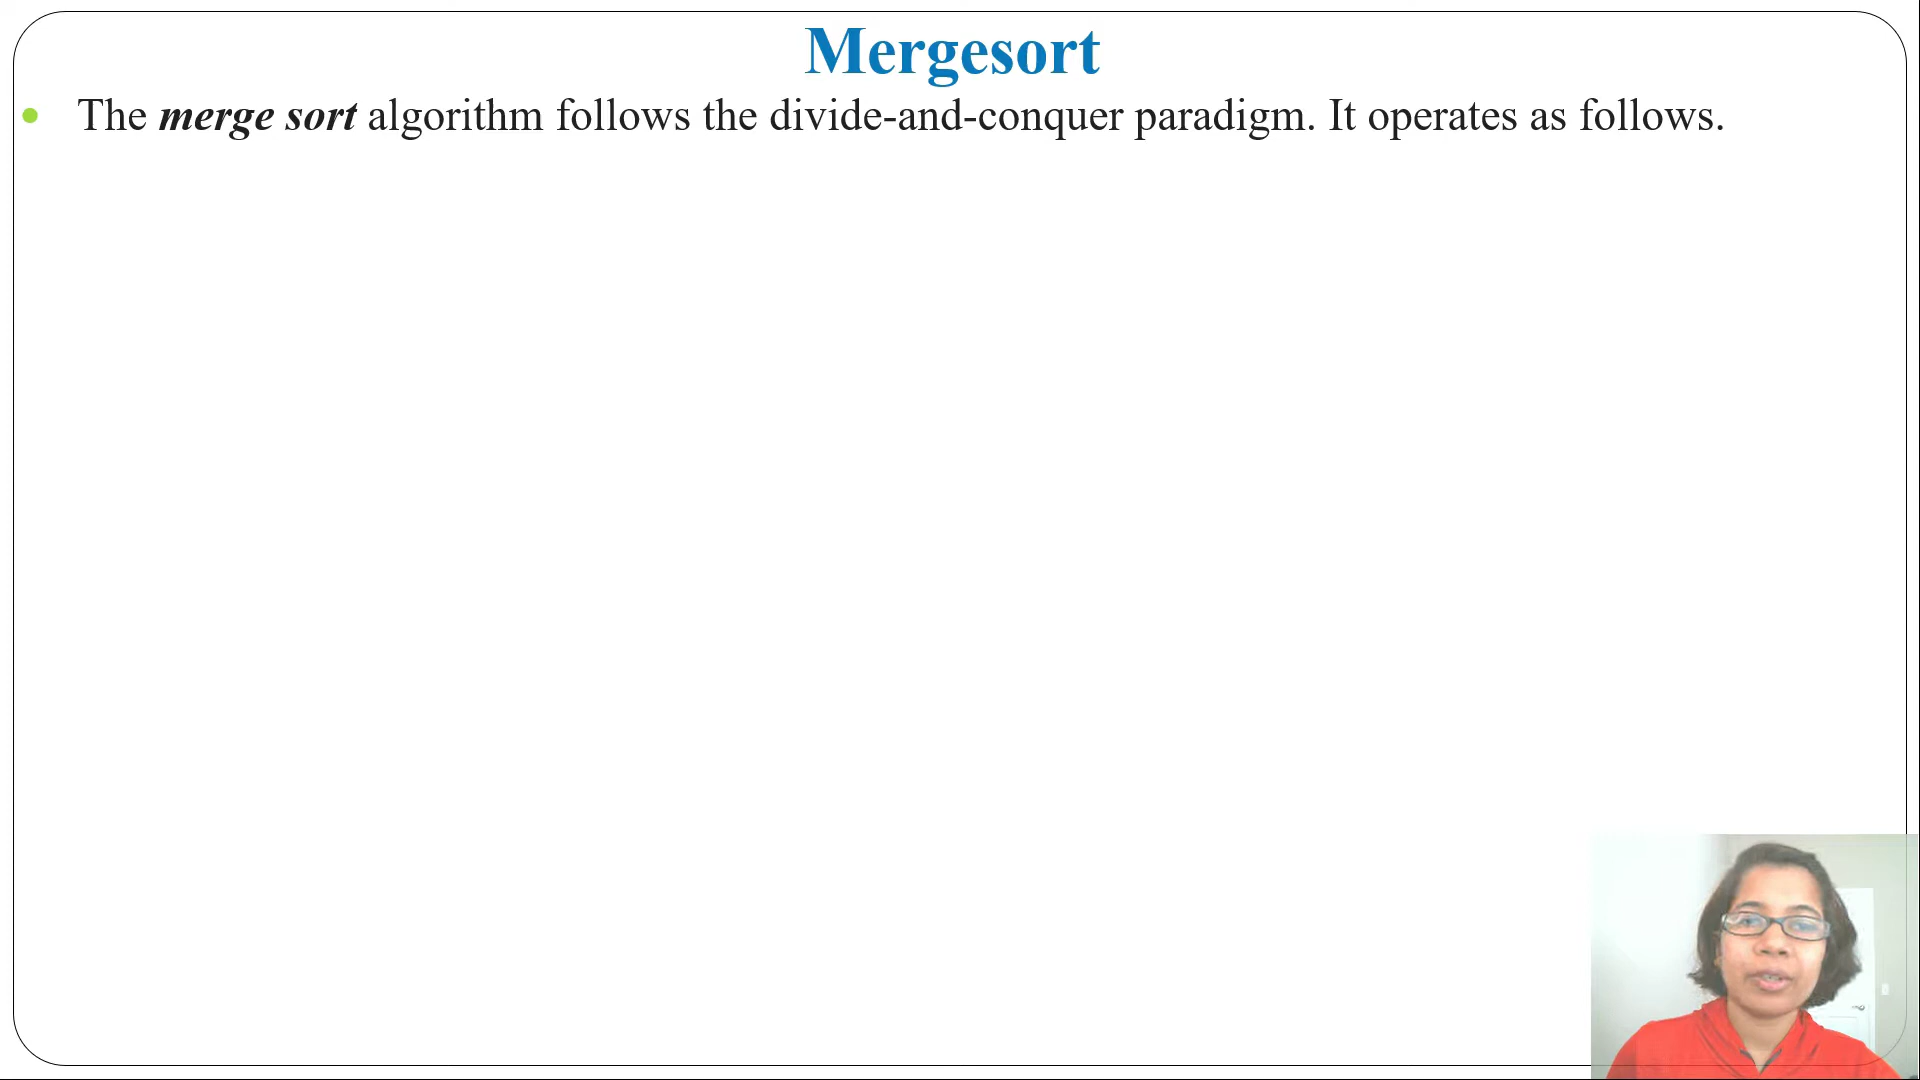 Mergesort
The merge sort algorithm follows the divide-and-conquer paradigm. It operates as follows.